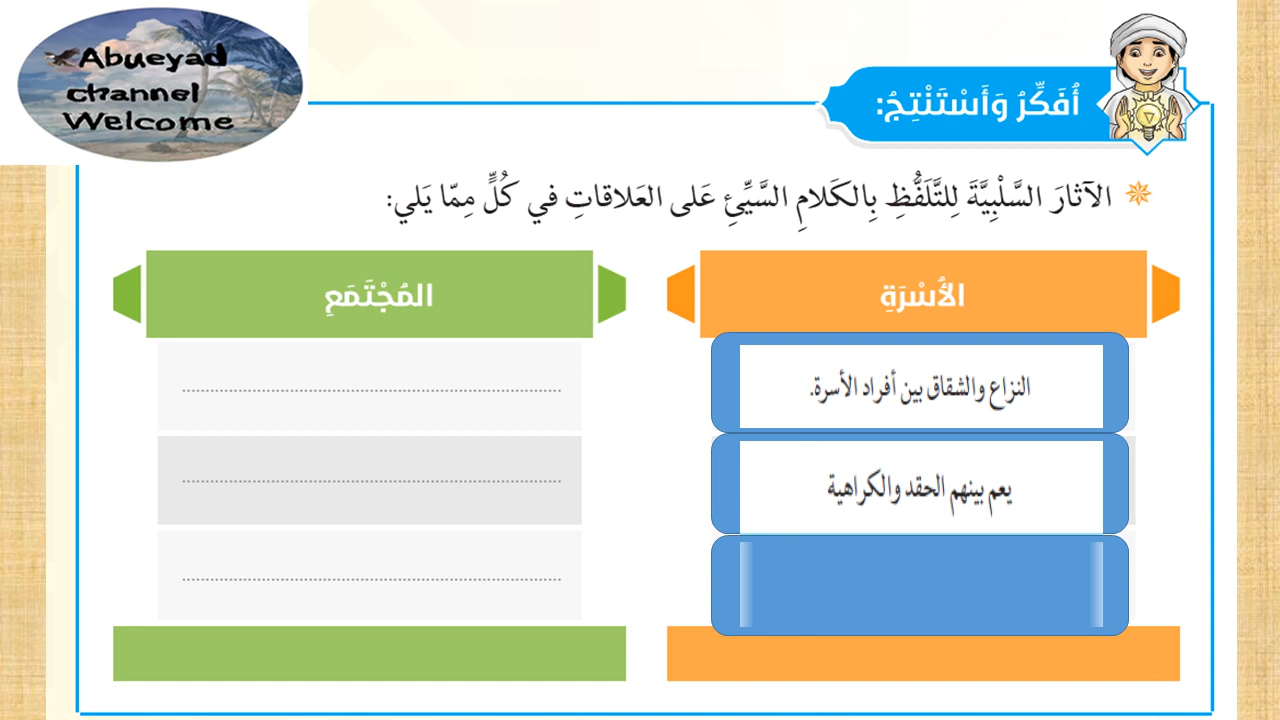 Abueyad
channel
Welcome
أُفَكِّرُ وَأَسْتَنْتِجُ:
الآثارَ السَّلْبِيَّةَ لِلتَّلَفُّظِ بِالكَلامِ السَّيِّئِ عَلى العَلاقاتِ في كُلٍّ مِمّا يَلي:
الأُسْرَةِ
النزاع والشقاق بين أفراد الأسرة.
يعم بينهم الحقد والكراهية
المُجْتَمَعِ